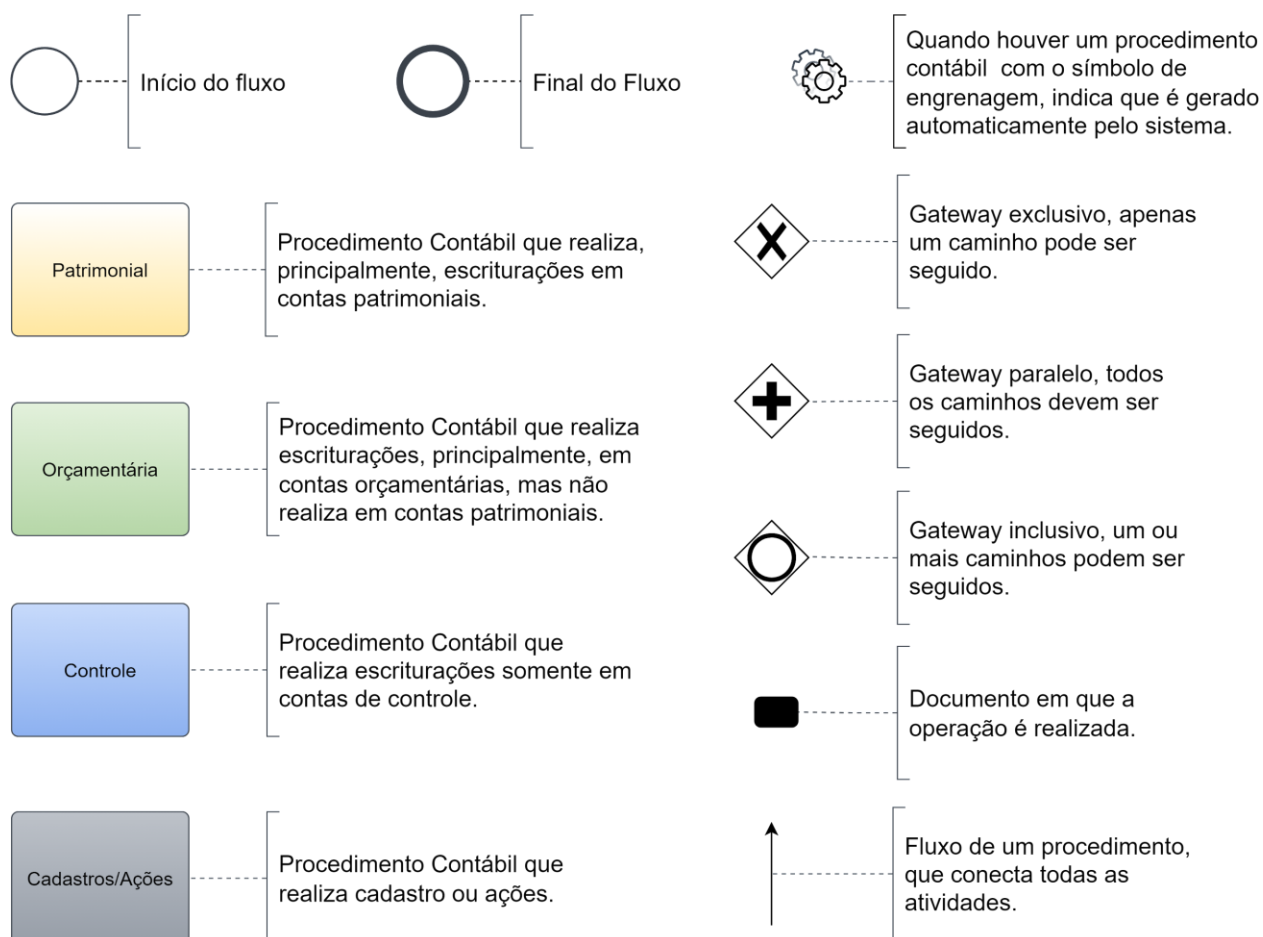 Início do fluxo
Final do Fluxo
Quando houver um procedimento
contábil com o símbolo de
engrenagem, indica que é gerado
automaticamente pelo sistema.
Patrimonial
Procedimento Contábil que realiza,
principalmente, escriturações em
contas patrimoniais.
Gateway exclusivo, apenas
um caminho pode ser
seguido.
Orçamentária
Procedimento Contábil que realiza
escriturações, principalmente, em
contas orçamentárias, mas não
realiza em contas patrimoniais.
Gateway paralelo, todos
os caminhos devem ser
seguidos.
Gateway inclusivo, um ou
mais caminhos podem ser
seguidos.
Controle
Procedimento Contábil que
realiza escriturações somente em
contas de controle.
Documento em que a
operação é realizada.
Cadastros/Ações
Procedimento Contábil que
realiza cadastro ou ações.
Fluxo de um procedimento,
que conecta todas as
atividades.